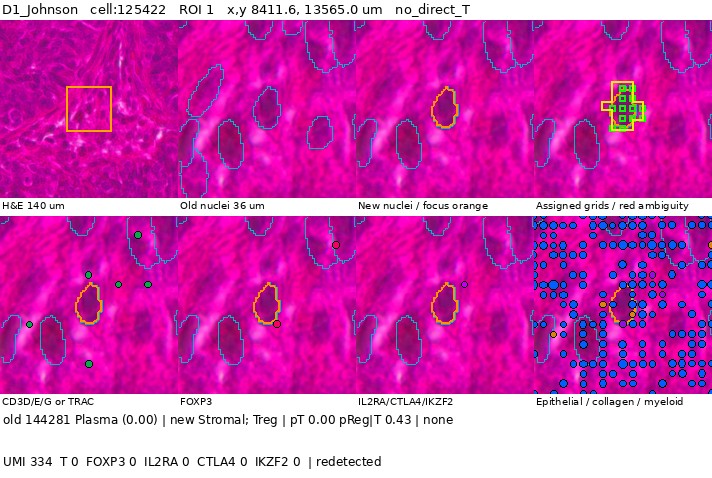 D1_Johnson cell:125422 ROI 1 x,y 8411.6, 13565.0 um no_direct_T
H&E 140 um
Old nuclei 36 um
New nuclei / focus orange
Assigned grids / red ambiguity
CD3D/E/G or TRAC
FOXP3
IL2RA/CTLA4/IKZF2
Epithelial / collagen / myeloid
old 144281 Plasma (0.00) | new Stromal; Treg | pT 0.00 pReg|T 0.43 | none
UMI 334 T 0 FOXP3 0 IL2RA 0 CTLA4 0 IKZF2 0 | redetected